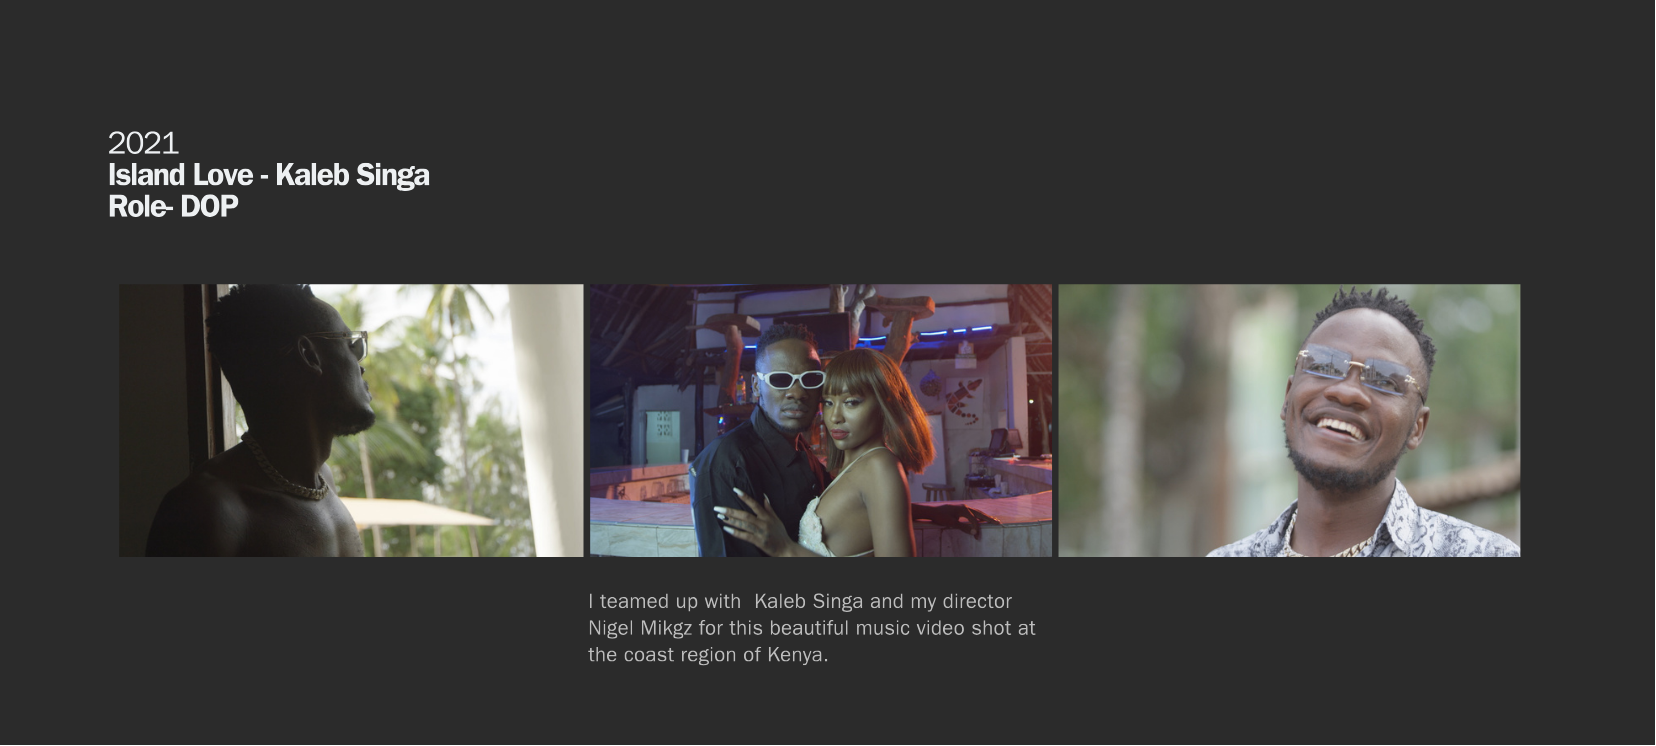 2021
Island Love - Kaleb Singa
Role- DOP
I teamed up with  Kaleb Singa and my director
Nigel Mikgz for this beautiful music video shot at
the coast region of Kenya.